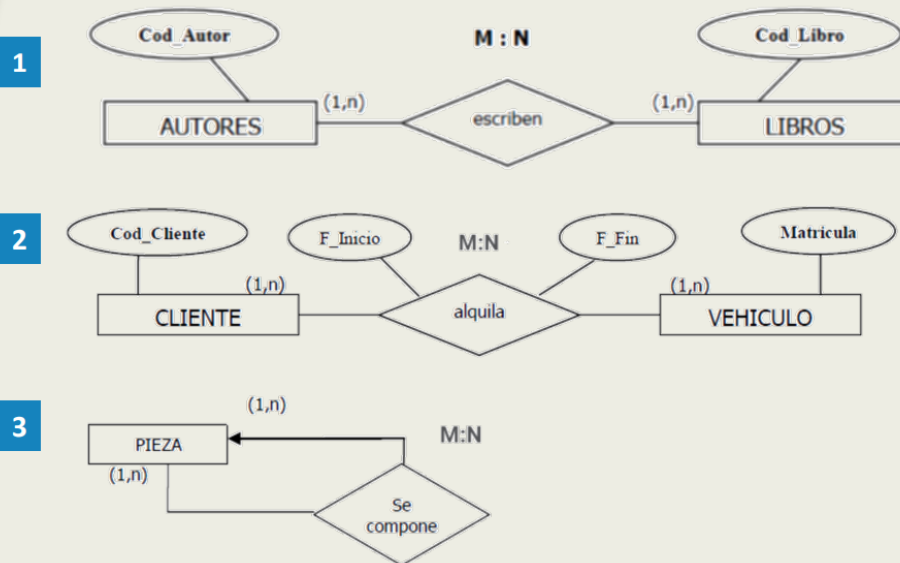 1
Cod_Autor
M : N
Cod_Libro
AUTORES
(1,n)
escriben
(1,n)
LIBROS
2
Cod_Cliente
F_Inicio
M:N
F_Fin
Matricula
(1,n)
CLIENTE
alquila
(1,n)
VEHICULO
3
(1,n)
PIEZA
M:N
(1,n)
Se
compone